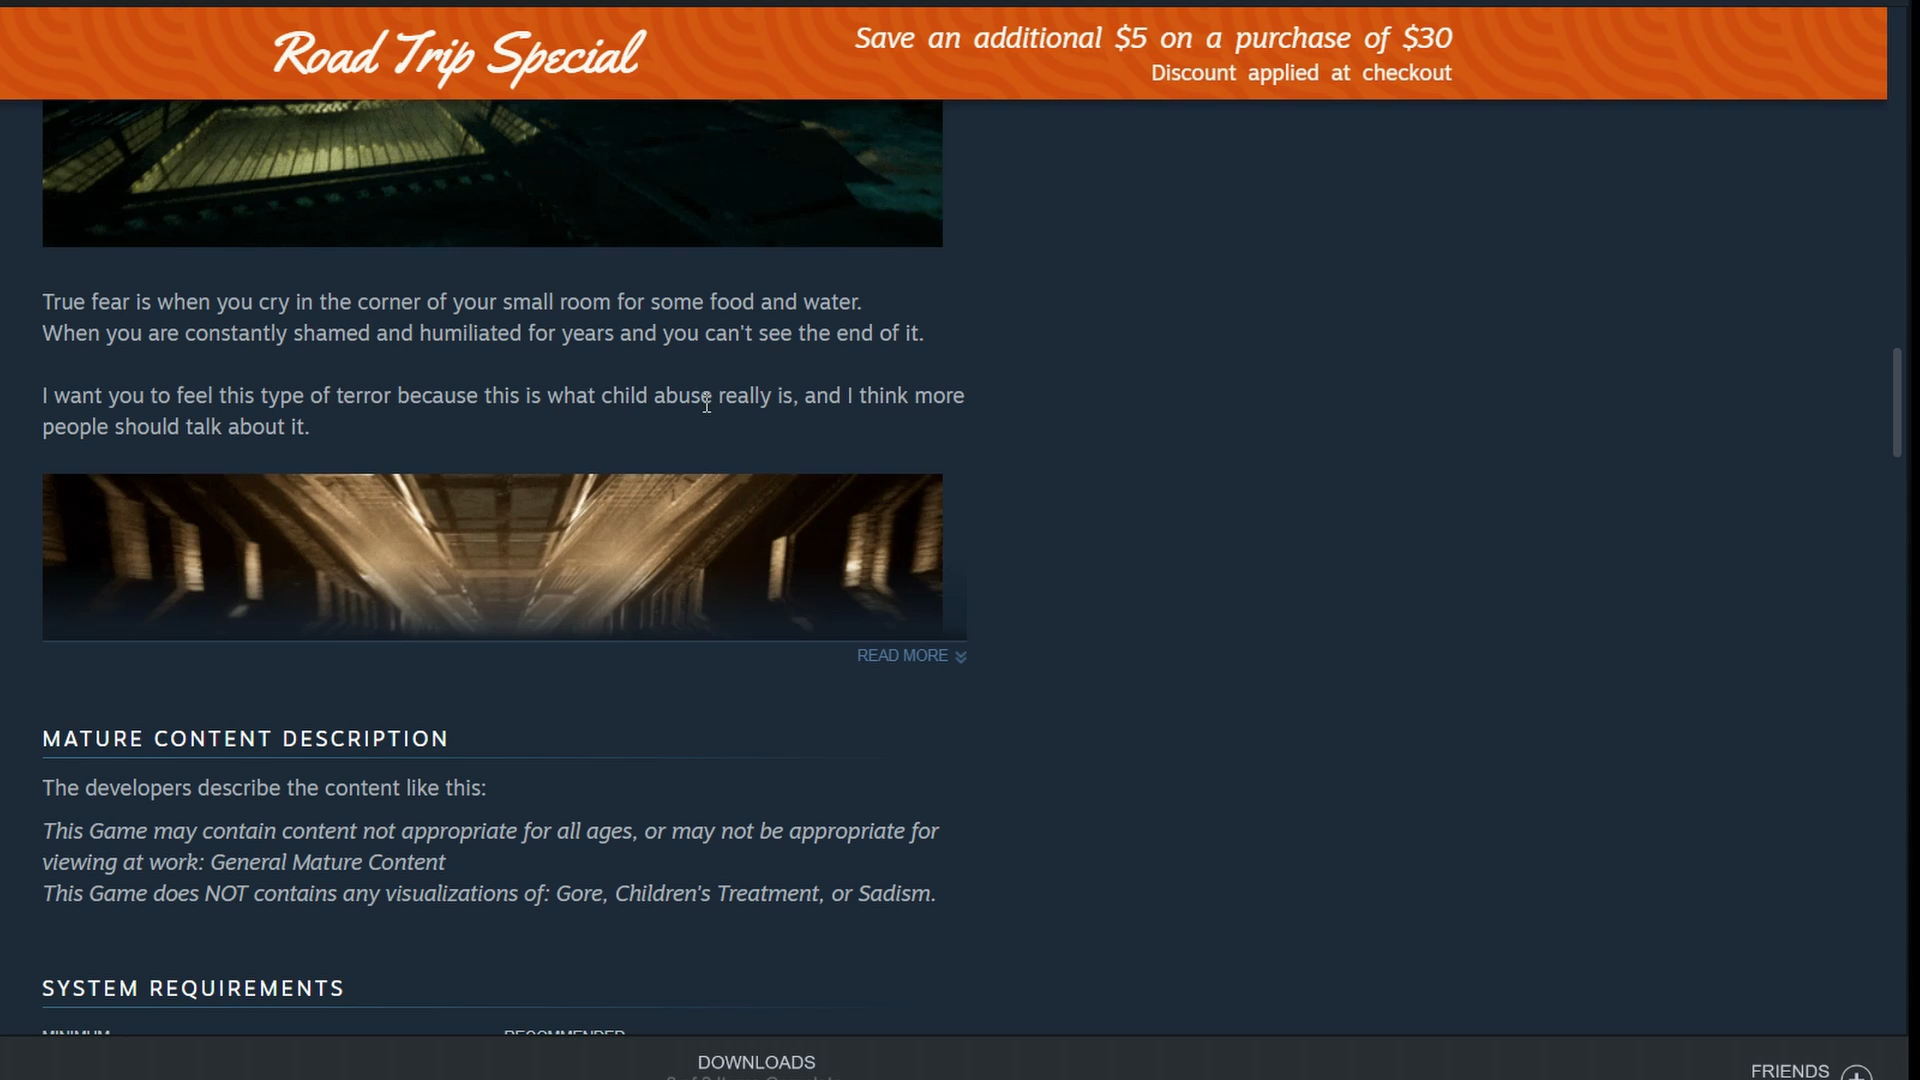 Road Trip Special
Save an additional $5 on a purchase of $30
Discount applied at checkout
True fear is when you cry in the corner of your small room for some food and water.
When you are constantly shamed and humiliated for years and you can't see the end of it.
I want you to feel this type of terror because this is what child abuse really is, and I think more
people should talk about it.
READ MORE
MATURE CONTENT DESCRIPTION
The developers describe the content like this:
This Game may contain content not appropriate for all ages, or may not be appropriate for
viewing at work: General Mature Content
This Game does NOT contains any visualizations of: Gore, Children's Treatment, or Sadism.
SYSTEM REQUIREMENTS
MINIMUM RECOMMENDED
DOWNLOADS
FRIENDS